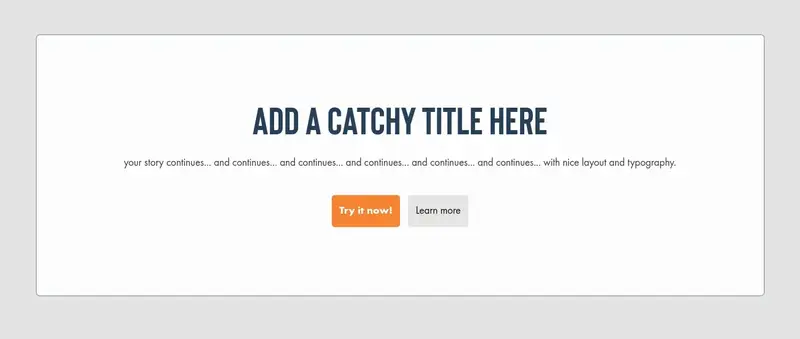 ADD A CATCHY TITLE HERE
your story continues... and continues... and continues... and continues... and continues... and continues... with nice layout and typography.
Try it now!
Learn more